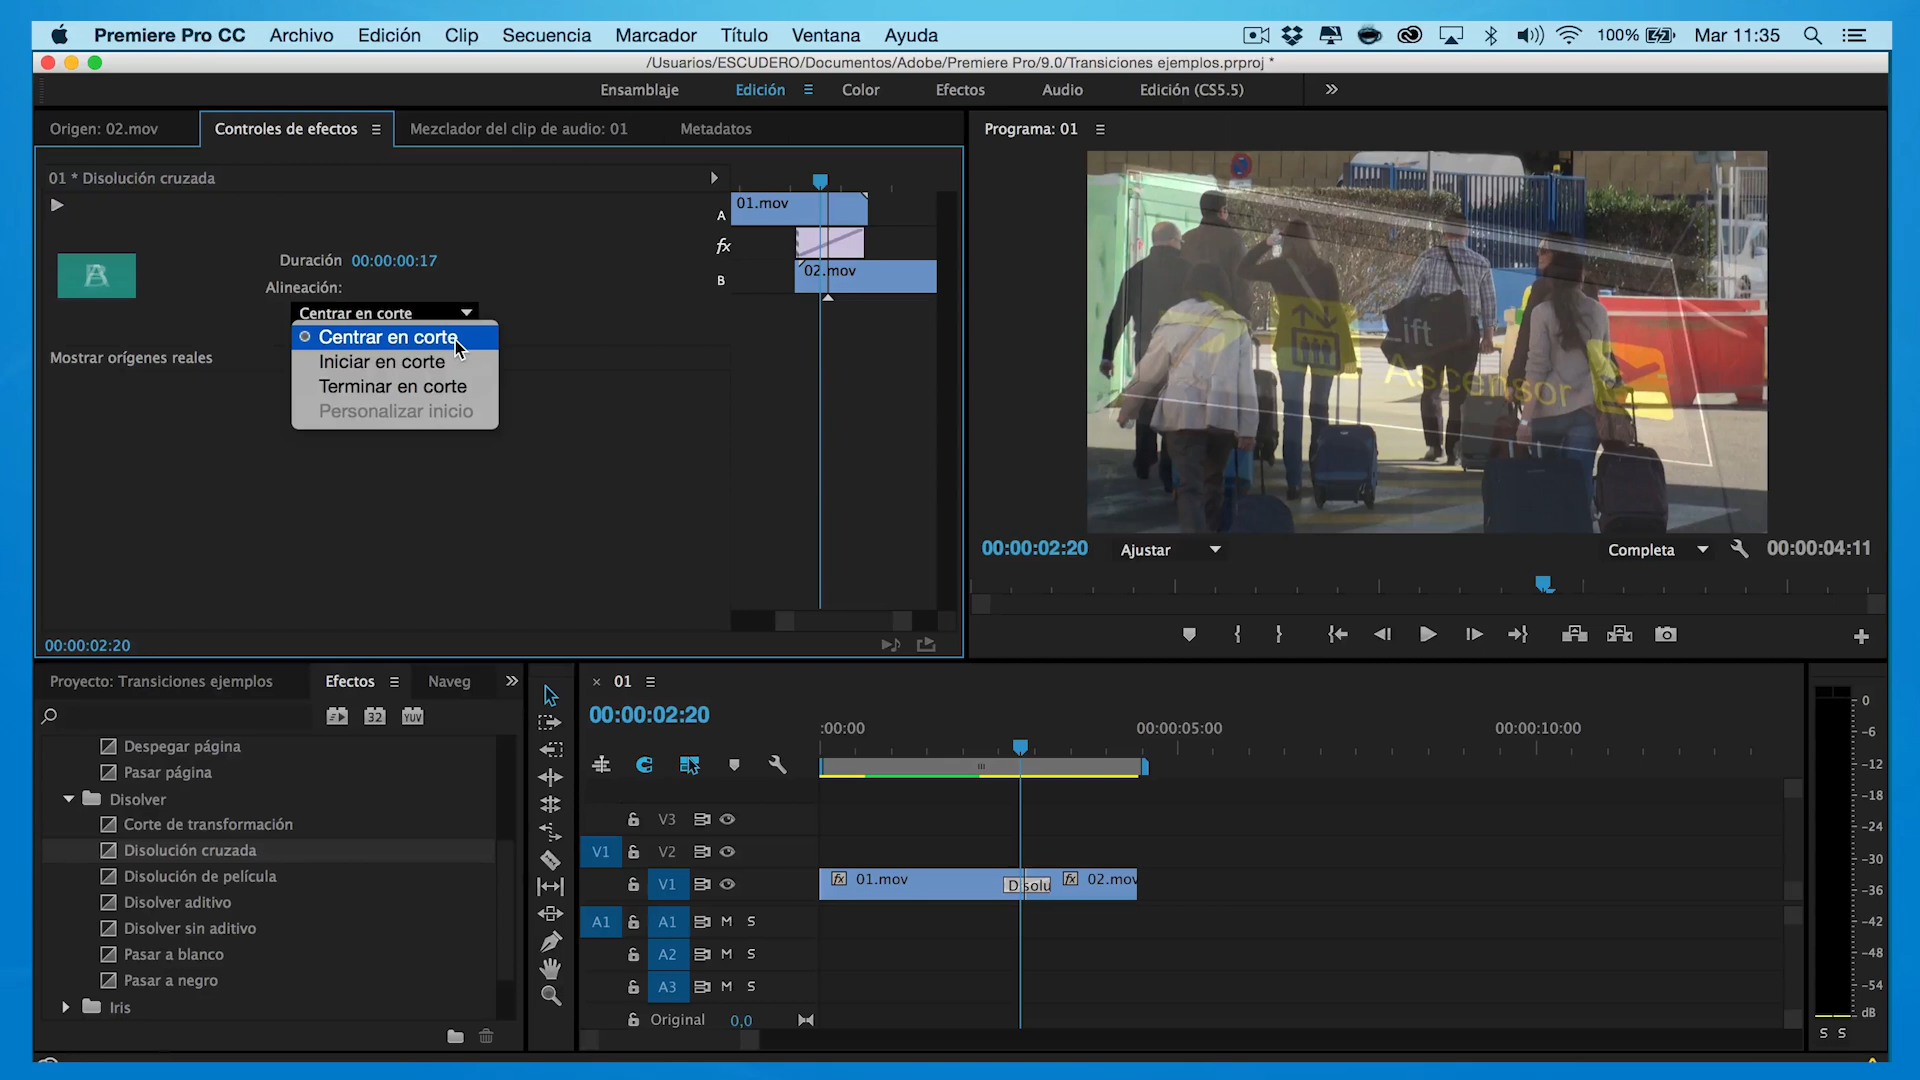 Premiere Pro CC Archivo Edición Clip Secuencia Marcador Título Ventana Ayuda 100% Mar 11:35
/Usuarios/ESCUDERO/Documentos/Adobe/Premiere Pro/9.0/Transiciones ejemplos.prproj *
Ensamblaje Edición Color Efectos Audio Edición (CS5.5)
Origen: 02.mov Controles de efectos Mezclador del clip de audio: 01 Metadatos
Programa: 01
01 * Disolución cruzada
A 01.mov
fx
B 02.mov
A
Duración 00:00:00:17
Alineación:
Centrar en corte
Centrar en corte
Iniciar en corte
Terminar en corte
Personalizar inicio
Mostrar orígenes reales
00:00:02:20
Lift
Ascensor
00:00:02:20 Ajustar Completa 00:00:04:11
Proyecto: Transiciones ejemplos Efectos Naveg
32 YUV
Despegar página
Pasar página
Disolver
Corte de transformación
Disolución cruzada
Disolución de película
Disolver aditivo
Disolver sin aditivo
Pasar a blanco
Pasar a negro
Iris
× 01
00:00:02:20
:00:00 00:00:05:00 00:00:10:00
V3
V1 V2
V1 fx 01.mov Disolu fx 02.mov
A1 A1 M S
A2 M S
A3 M S
Original 0,0
0
-6
-12
-18
-24
-30
-36
-42
-48
-54
dB
S S